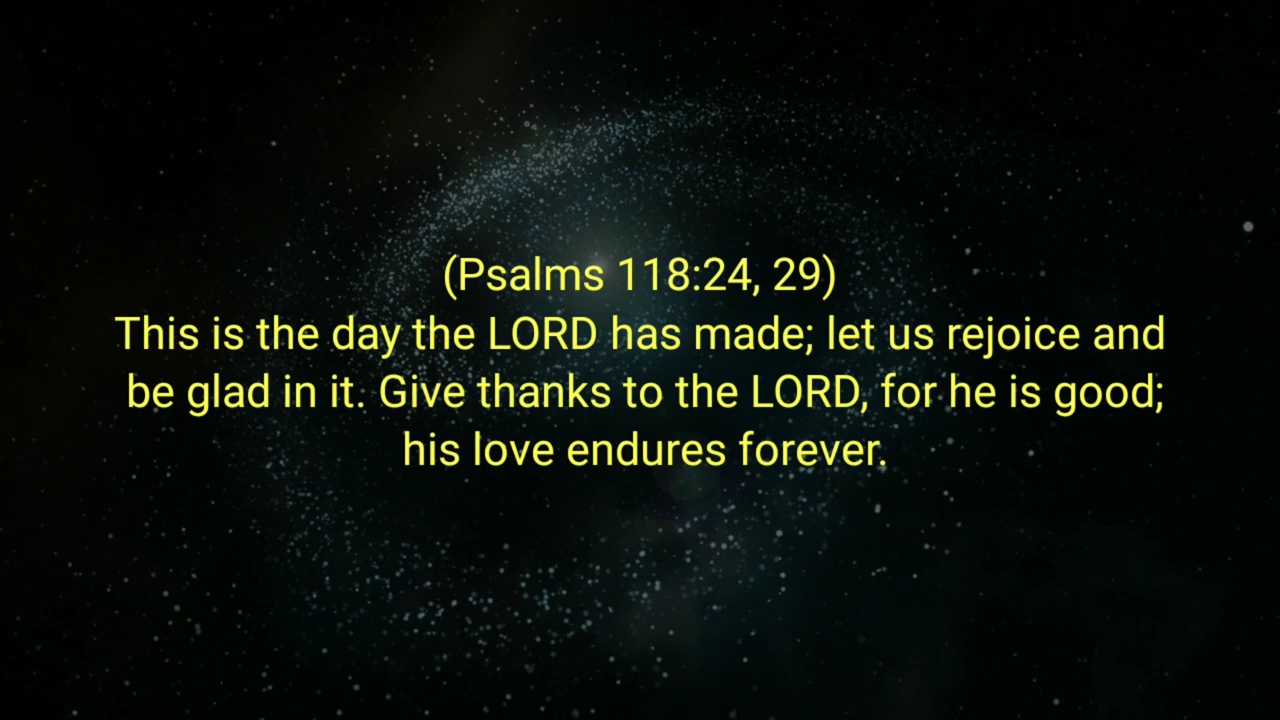 (Psalms 118:24, 29)
This is the day the LORD has made; let us rejoice and
be glad in it. Give thanks to the LORD, for he is good;
his love endures forever.